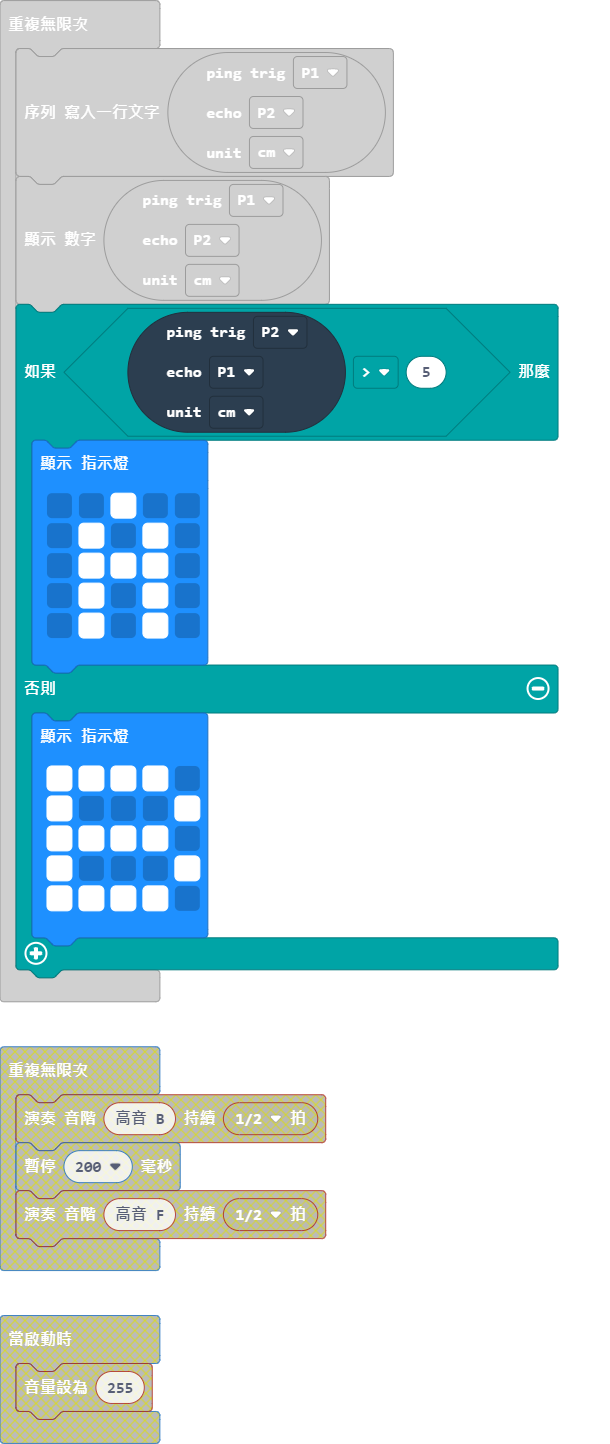 重複無限次
ping trig P1
序列 寫入一行文字 echo P2
unit cm
ping trig P1
顯示 數字 echo P2
unit cm
ping trig P2
如果 echo P1 > 5 那麼
unit cm
顯示 指示燈
否則
顯示 指示燈
重複無限次
演奏 音階 高音 B 持續 1/2 拍
暫停 200 毫秒
演奏 音階 高音 F 持續 1/2 拍
當啟動時
音量設為 255